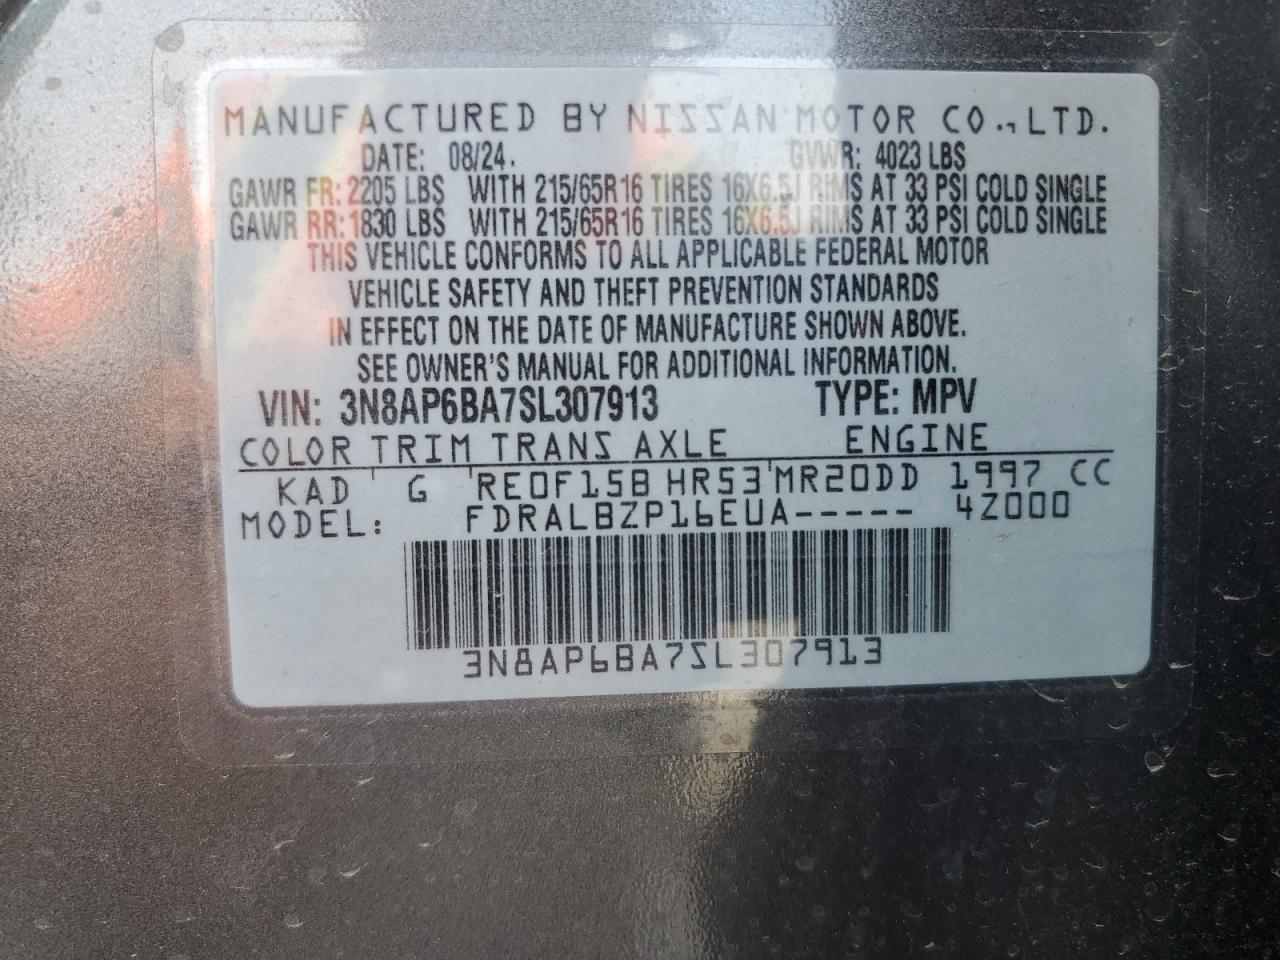 MANUFACTURED BY NISSAN MOTOR CO., LTD.
DATE: 08/24. GVWR: 4023 LBS
GAWR FR: 2205 LBS WITH 215/65R16 TIRES 16X6.5J RIMS AT 33 PSI COLD SINGLE
GAWR RR: 1830 LBS WITH 215/65R16 TIRES 16X6.5J RIMS AT 33 PSI COLD SINGLE
THIS VEHICLE CONFORMS TO ALL APPLICABLE FEDERAL MOTOR
VEHICLE SAFETY AND THEFT PREVENTION STANDARDS
IN EFFECT ON THE DATE OF MANUFACTURE SHOWN ABOVE.
SEE OWNER'S MANUAL FOR ADDITIONAL INFORMATION.
VIN: 3N8AP6BA7SL307913 TYPE: MPV
COLOR TRIM TRANS AXLE ENGINE
KAD G RE0F15B HR53 MR20DD 1997 CC
MODEL: FDRALBZP16EUA----- 4Z000
3N8AP6BA7SL307913